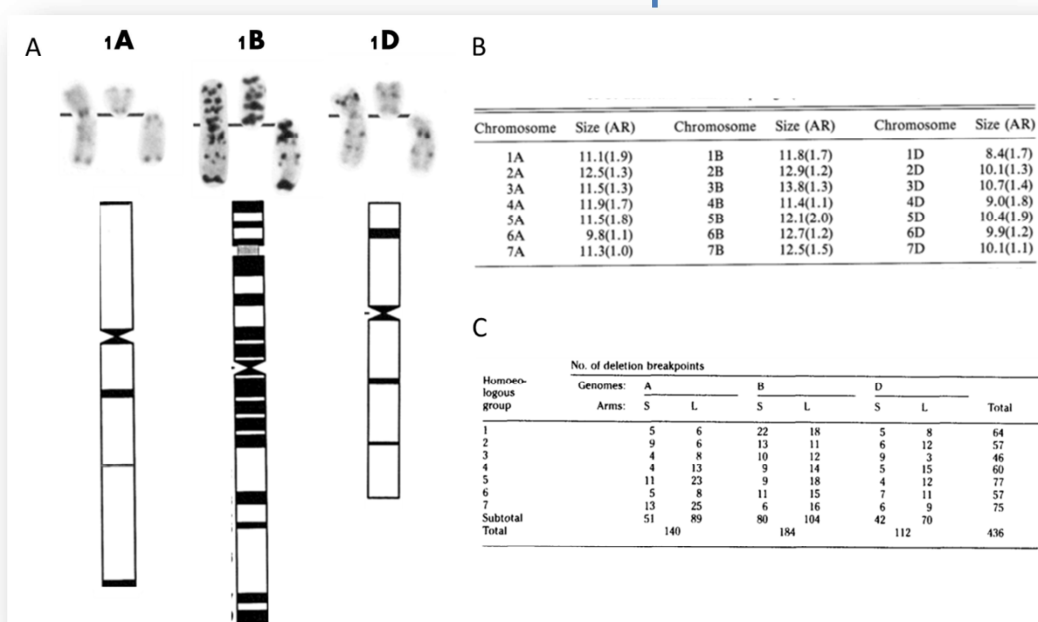 A
1A 1B 1D
B
Chromosome Size (AR) Chromosome Size (AR) Chromosome Size (AR)
1A 11.1(1.9) 1B 11.8(1.7) 1D 8.4(1.7)
2A 12.5(1.3) 2B 12.9(1.2) 2D 10.1(1.3)
3A 11.5(1.3) 3B 13.8(1.3) 3D 10.7(1.4)
4A 11.9(1.7) 4B 11.4(1.1) 4D 9.0(1.8)
5A 11.5(1.8) 5B 12.1(2.0) 5D 10.4(1.9)
6A 9.8(1.1) 6B 12.7(1.2) 6D 9.9(1.2)
7A 11.3(1.0) 7B 12.5(1.5) 7D 10.1(1.1)
C
No. of deletion breakpoints
Homoeo-
logous
group
Genomes: A B D
Arms: S L S L S L Total
1 5 6 22 18 5 8 64
2 9 6 13 11 6 12 57
3 4 8 10 12 9 3 46
4 4 13 9 14 5 15 60
5 11 23 9 18 4 12 77
6 5 8 11 15 7 11 57
7 13 25 6 16 6 9 75
Subtotal 51 89 80 104 42 70
Total 140 184 112 436